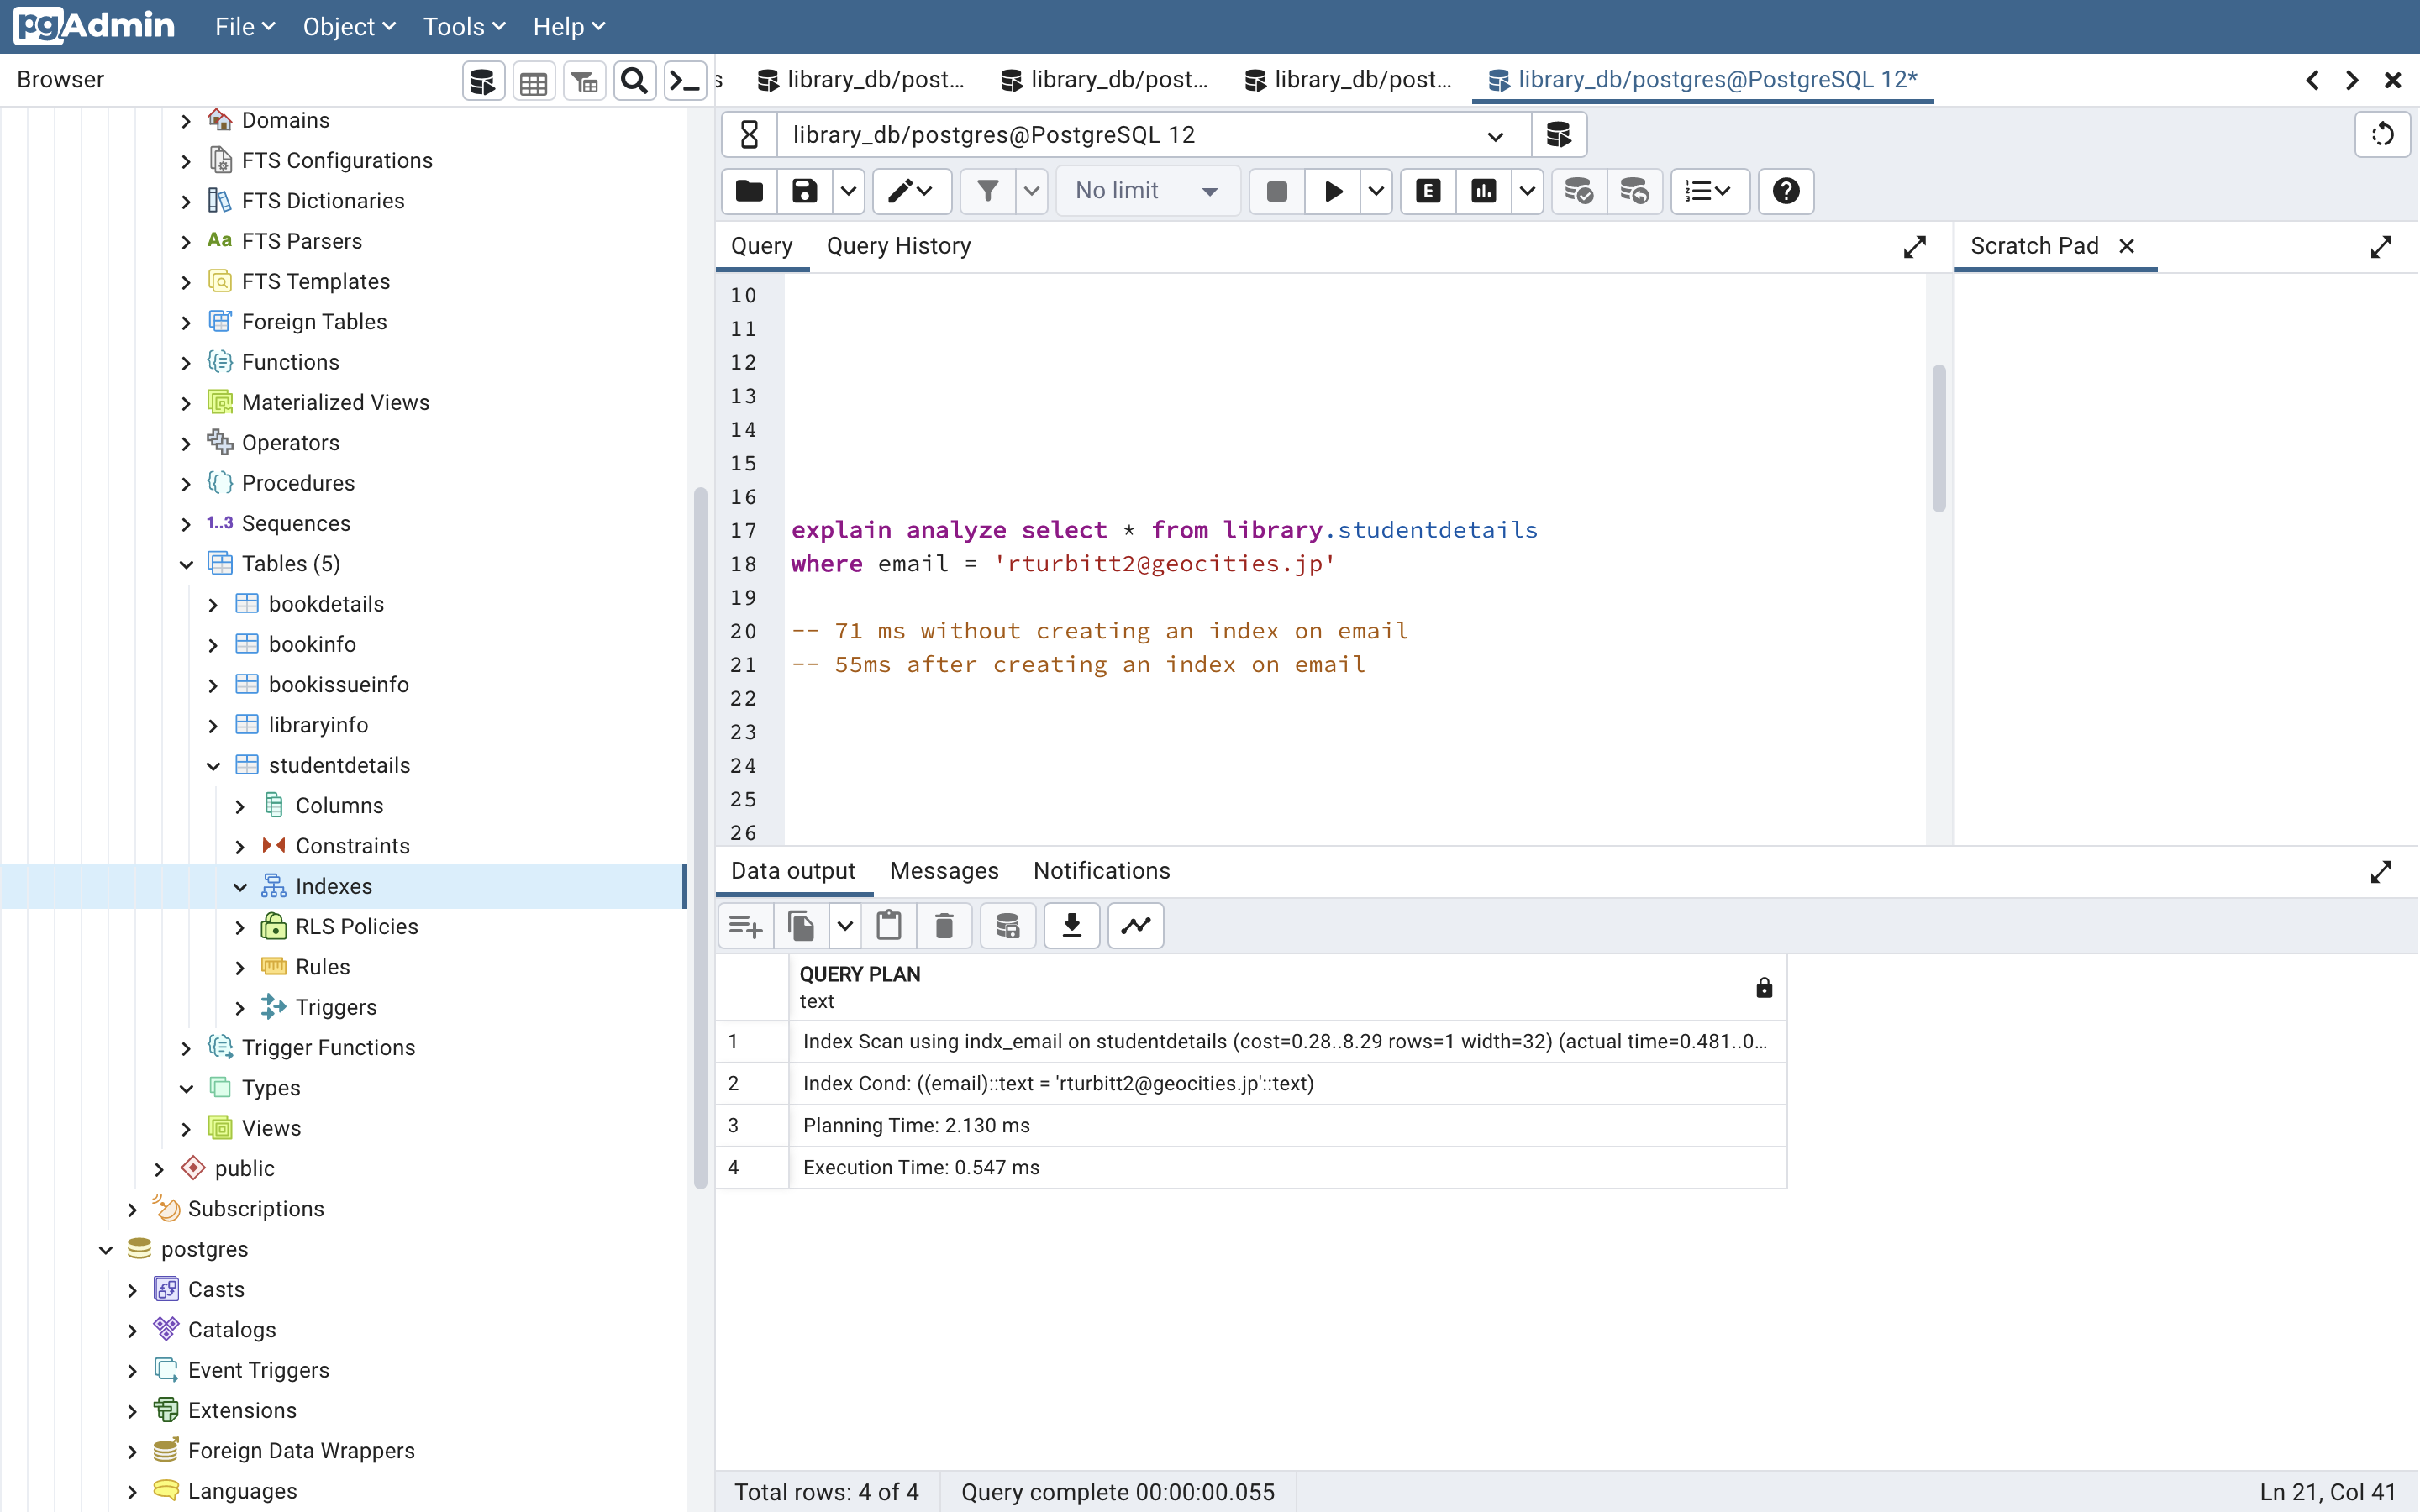 pgAdmin
File
Object
Tools
Help
Browser
s
library_db/post...
library_db/post...
library_db/post...
library_db/postgres@PostgreSQL 12*
library_db/postgres@PostgreSQL 12
No limit
E
Query
Query History
Scratch Pad
Domains
FTS Configurations
FTS Dictionaries
Aa FTS Parsers
FTS Templates
Foreign Tables
Functions
Materialized Views
Operators
Procedures
1..3 Sequences
Tables (5)
bookdetails
bookinfo
bookissueinfo
libraryinfo
studentdetails
Columns
Constraints
Indexes
RLS Policies
Rules
Triggers
Trigger Functions
Types
Views
public
Subscriptions
postgres
Casts
Catalogs
Event Triggers
Extensions
Foreign Data Wrappers
Languages
10
11
12
13
14
15
16
17 explain analyze select * from library.studentdetails
18 where email = 'rturbitt2@geocities.jp'
19
20 -- 71 ms without creating an index on email
21 -- 55ms after creating an index on email
22
23
24
25
26
Data output
Messages
Notifications
QUERY PLAN
text
1 Index Scan using indx_email on studentdetails (cost=0.28..8.29 rows=1 width=32) (actual time=0.481..0...
2 Index Cond: ((email)::text = 'rturbitt2@geocities.jp'::text)
3 Planning Time: 2.130 ms
4 Execution Time: 0.547 ms
Total rows: 4 of 4
Query complete 00:00:00.055
Ln 21, Col 41